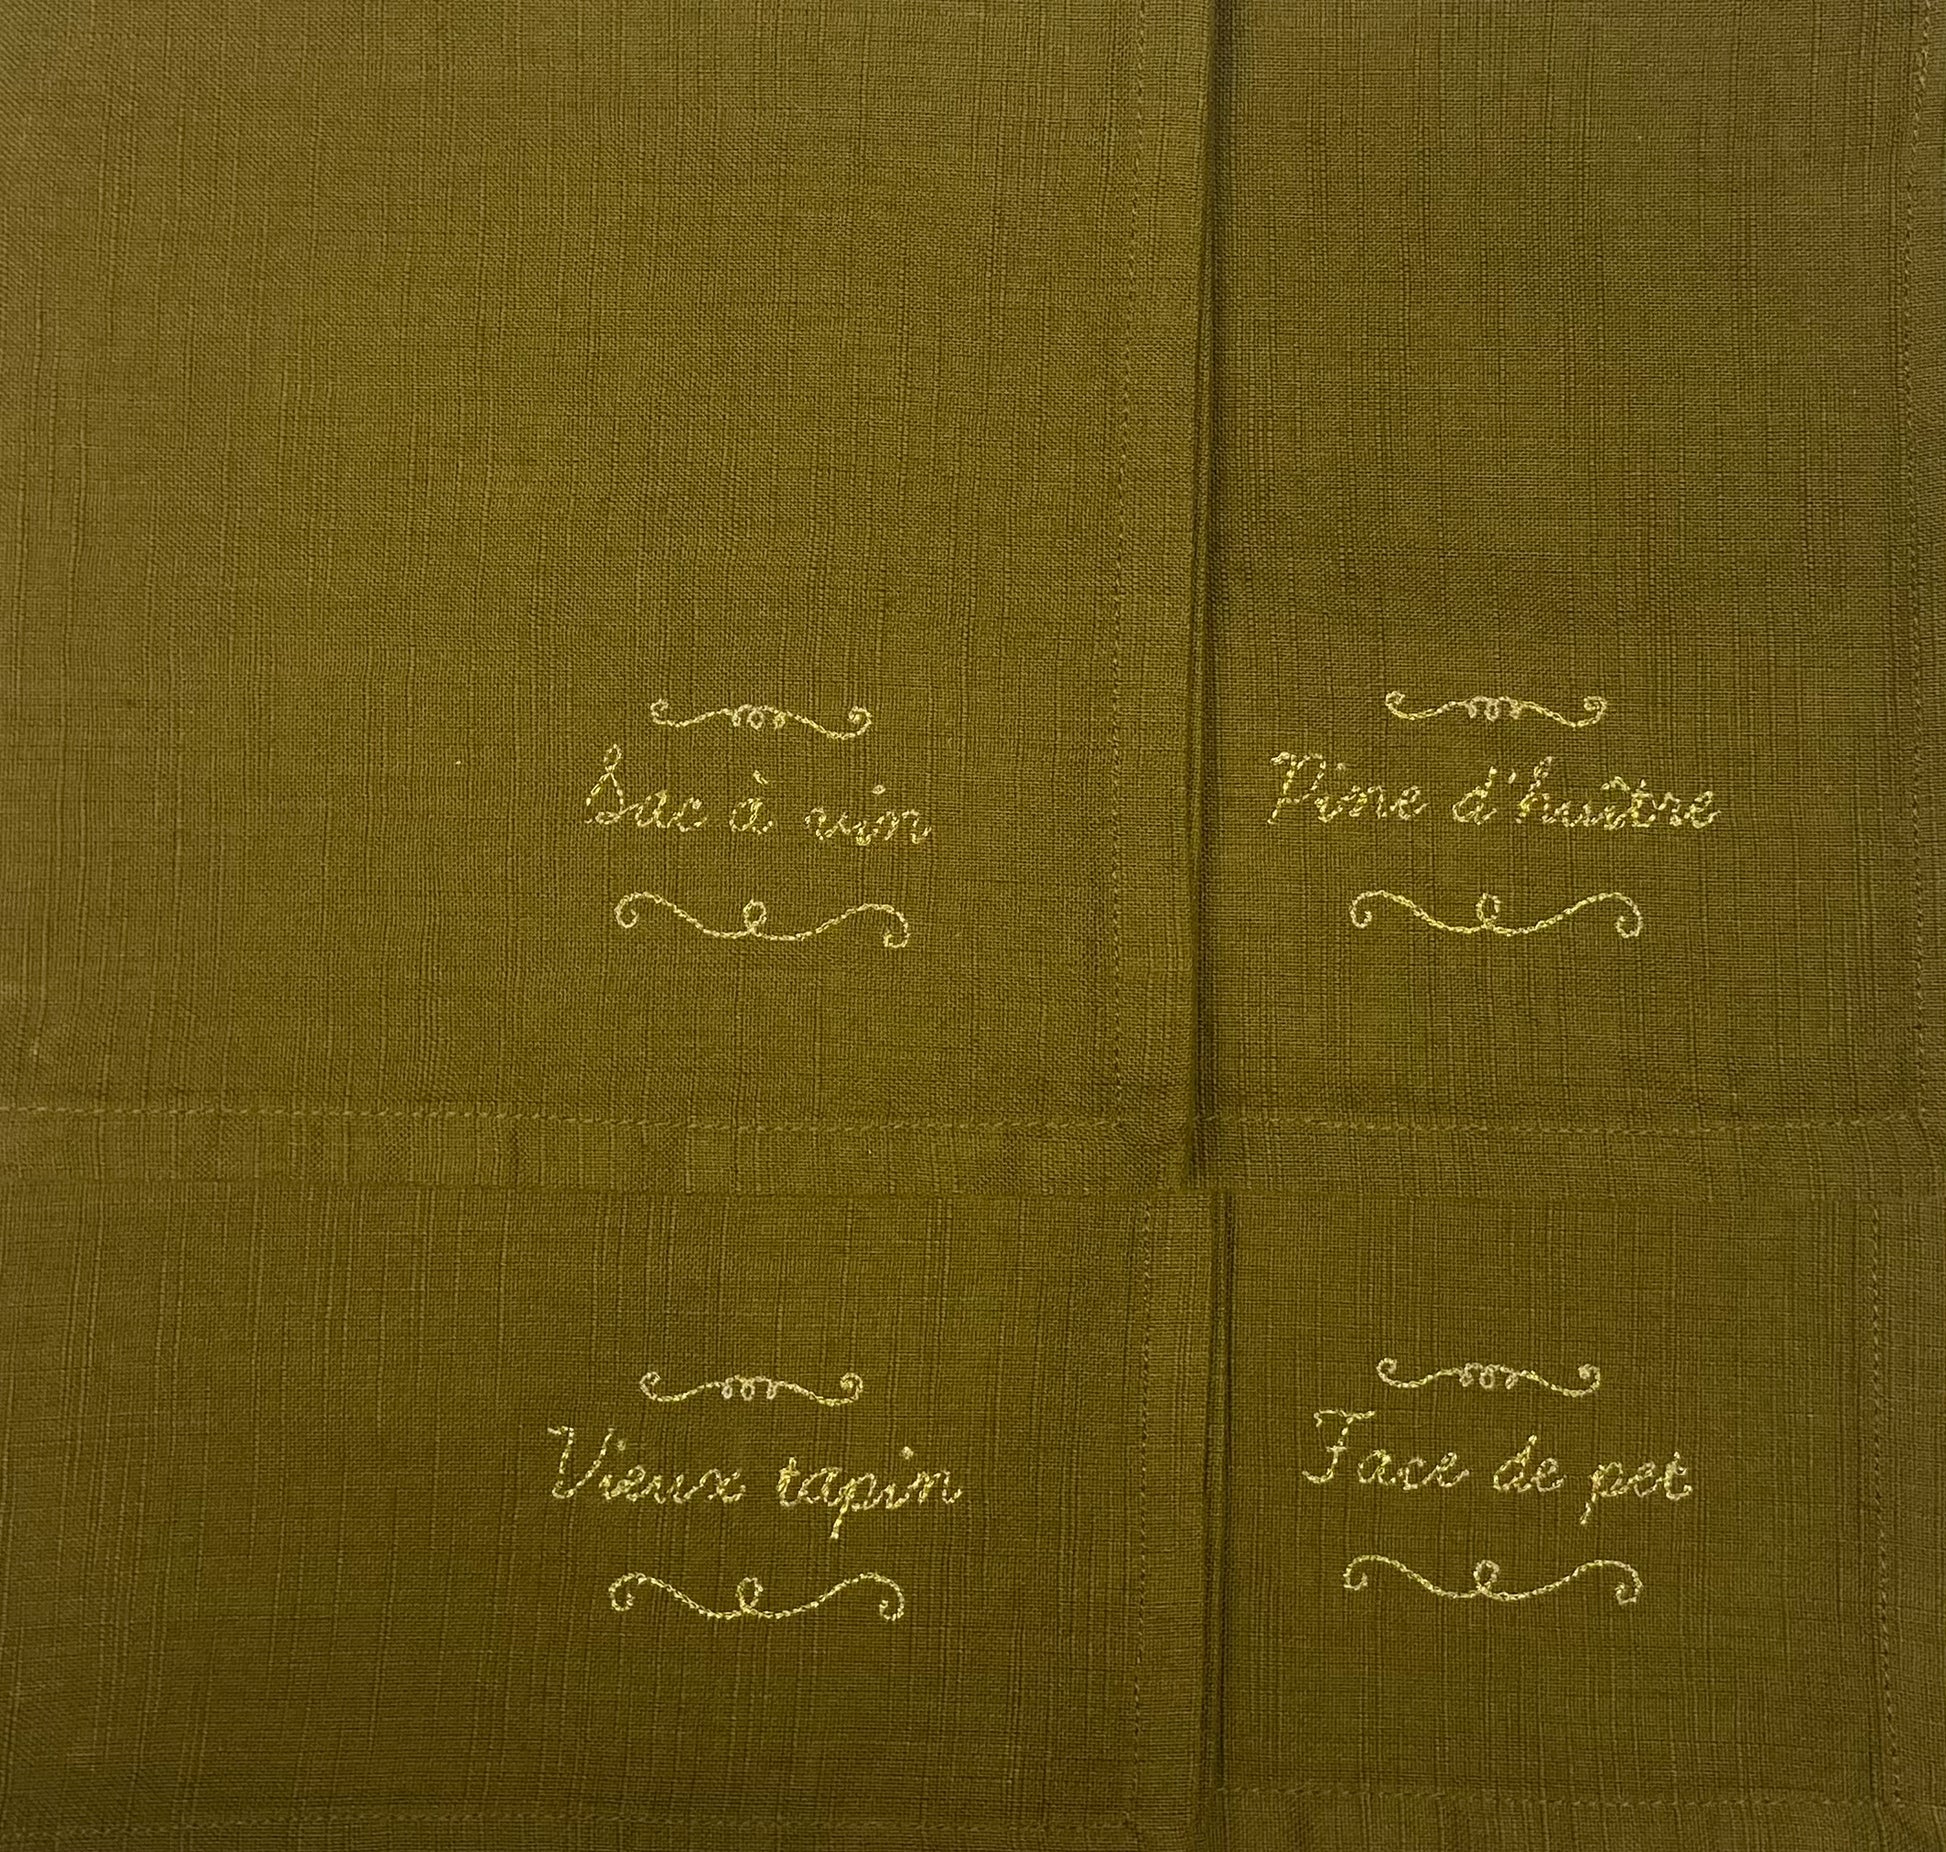 Sac à vin
Pine d'huître
Vieux tapin
Face de pet